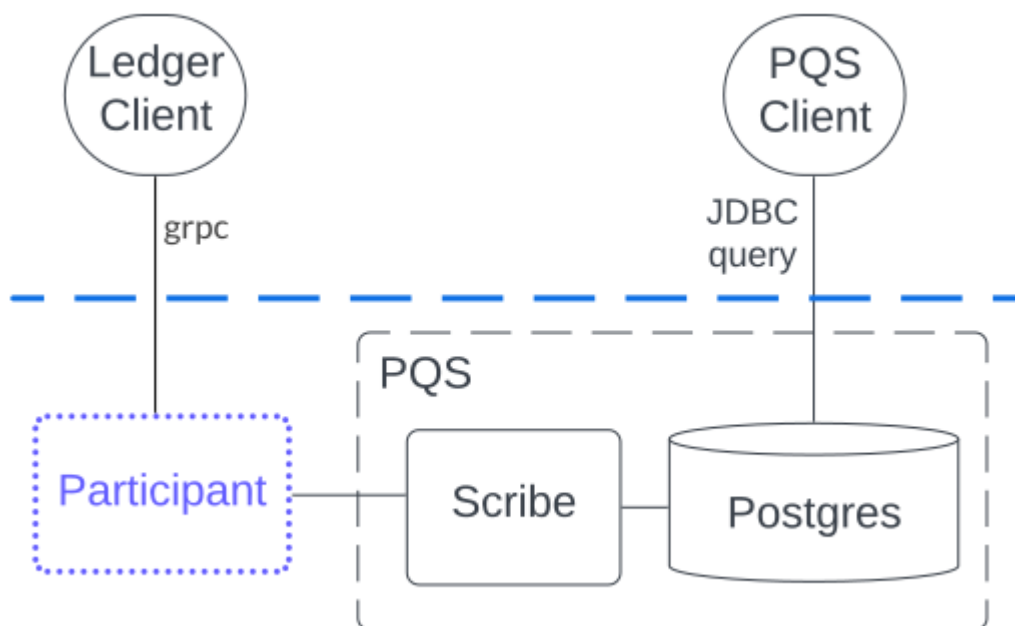 Ledger
Client
PQS
Client
grpc
JDBC
query
PQS
Participant
Scribe
Postgres